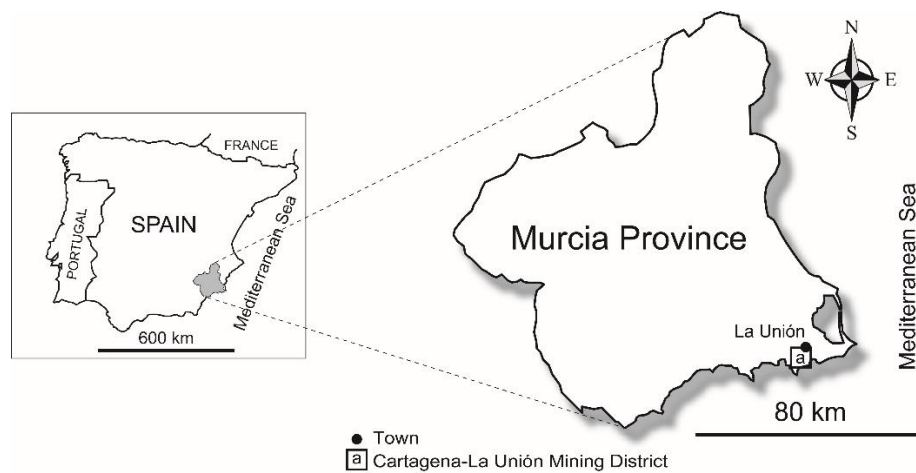 FRANCE
PORTUGAL
SPAIN
Mediterranean Sea
600 km
N
W E
S
Murcia Province
Mediterranean Sea
La Unión
a
80 km
Town
a Cartagena-La Unión Mining District